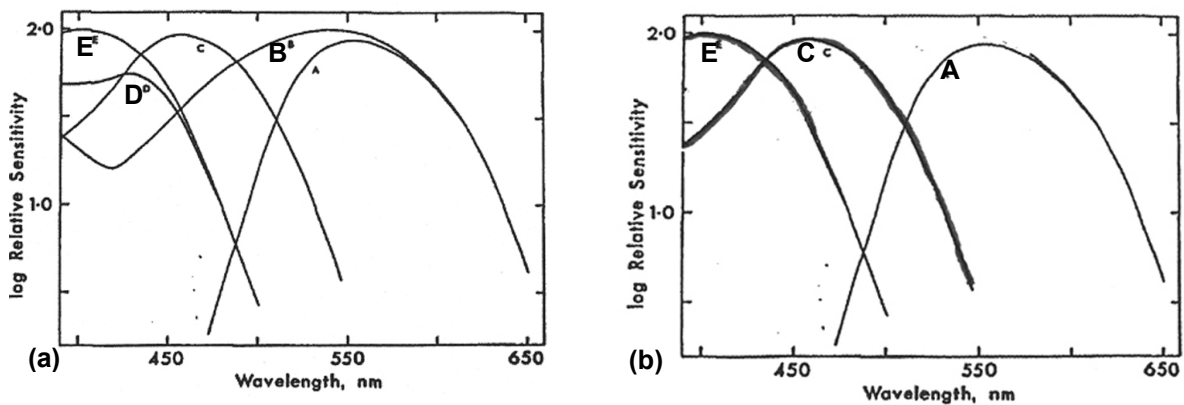 2·0
1·0
log Relative Sensitivity
E E
D D
C
B B
A
450
550
650
Wavelength, nm
(a)
2·0
1·0
log Relative Sensitivity
E E
C C
A
450
550
650
Wavelength, nm
(b)